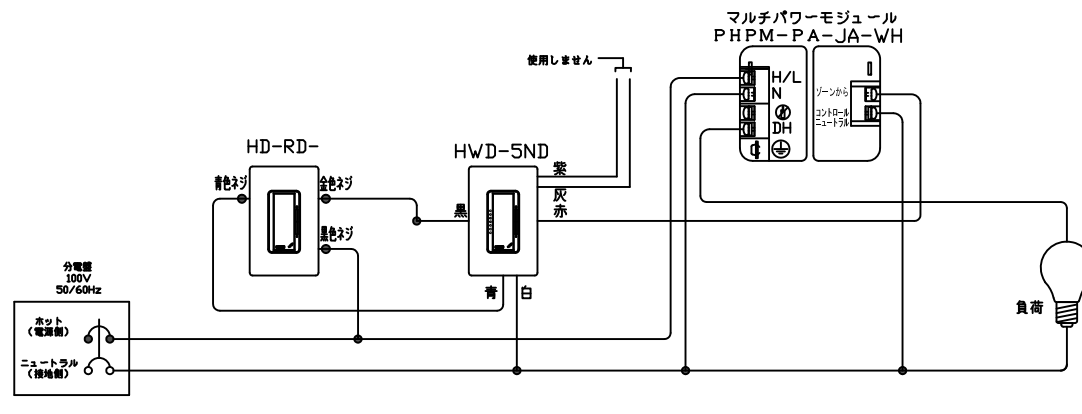 マルチパワーモジュール
PHPM-PA-JA-WH
使用しません
H/L
N
DH
ゾーンから
コントロール
ニュートラル
HD-RD-
HWD-5ND
青色ネジ
金色ネジ
黒色ネジ
紫
灰
赤
黒
青
白
分電盤
100V
50/60Hz
ホット
(電源側)
ニュートラル
(接地側)
負荷